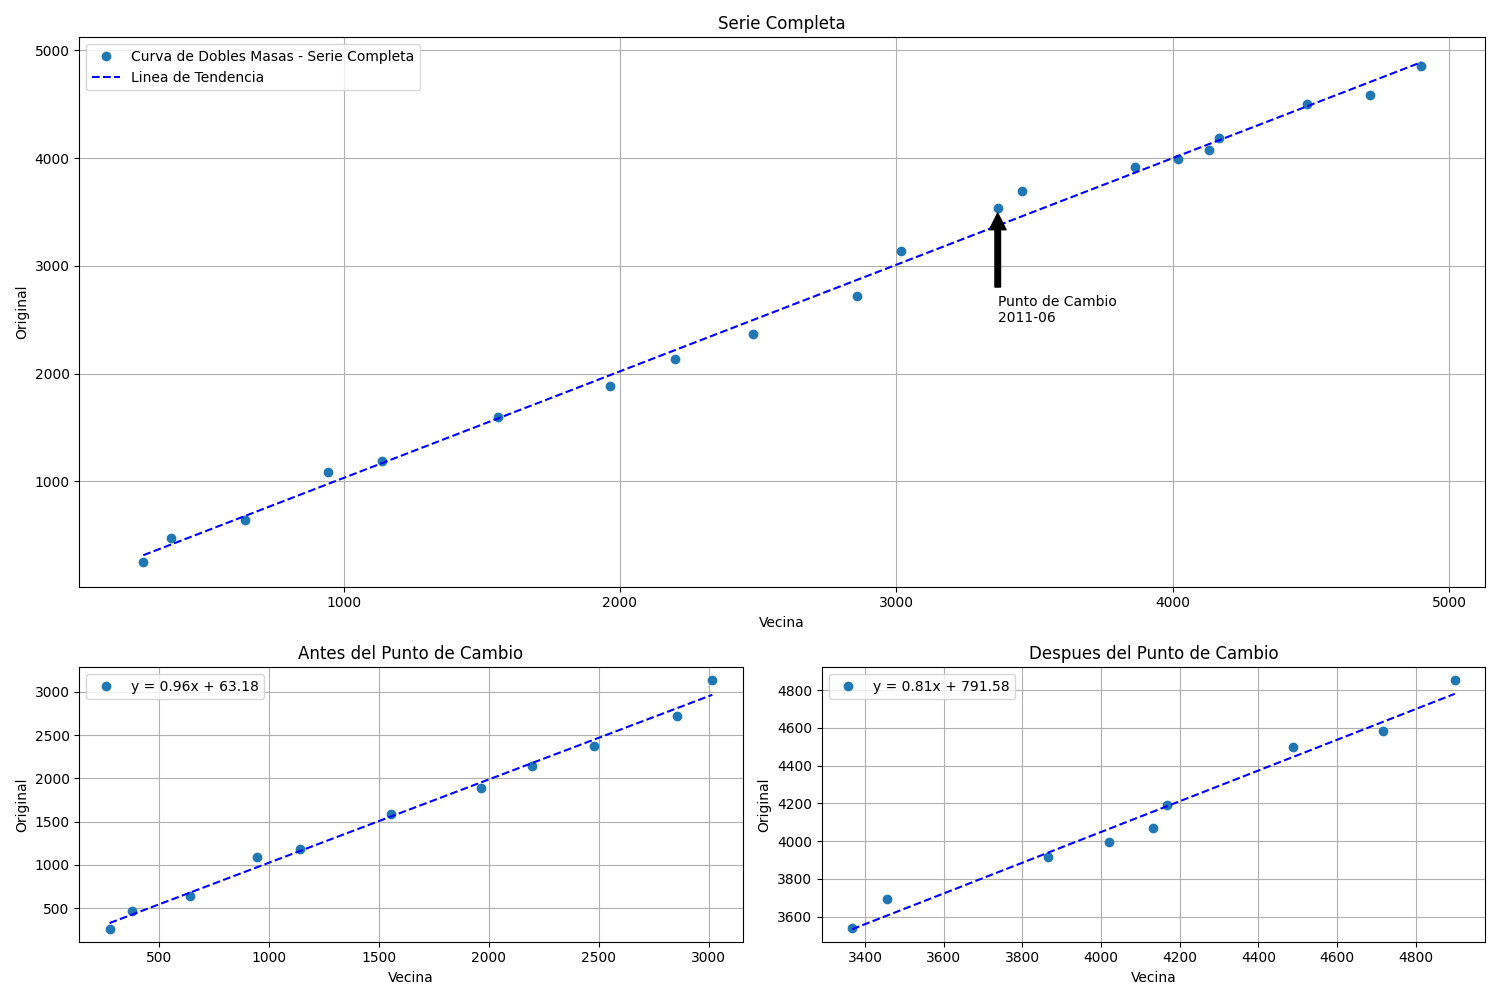 Serie Completa
Curva de Dobles Masas - Serie Completa
Linea de Tendencia
5000
4000
3000
2000
1000
Original
Punto de Cambio
2011-06
1000
2000
3000
4000
5000
Vecina
Antes del Punto de Cambio
y = 0.96x + 63.18
3000
2500
2000
1500
1000
500
Original
500
1000
1500
2000
2500
3000
Vecina
Despues del Punto de Cambio
y = 0.81x + 791.58
4800
4600
4400
4200
4000
3800
3600
Original
3400
3600
3800
4000
4200
4400
4600
4800
Vecina